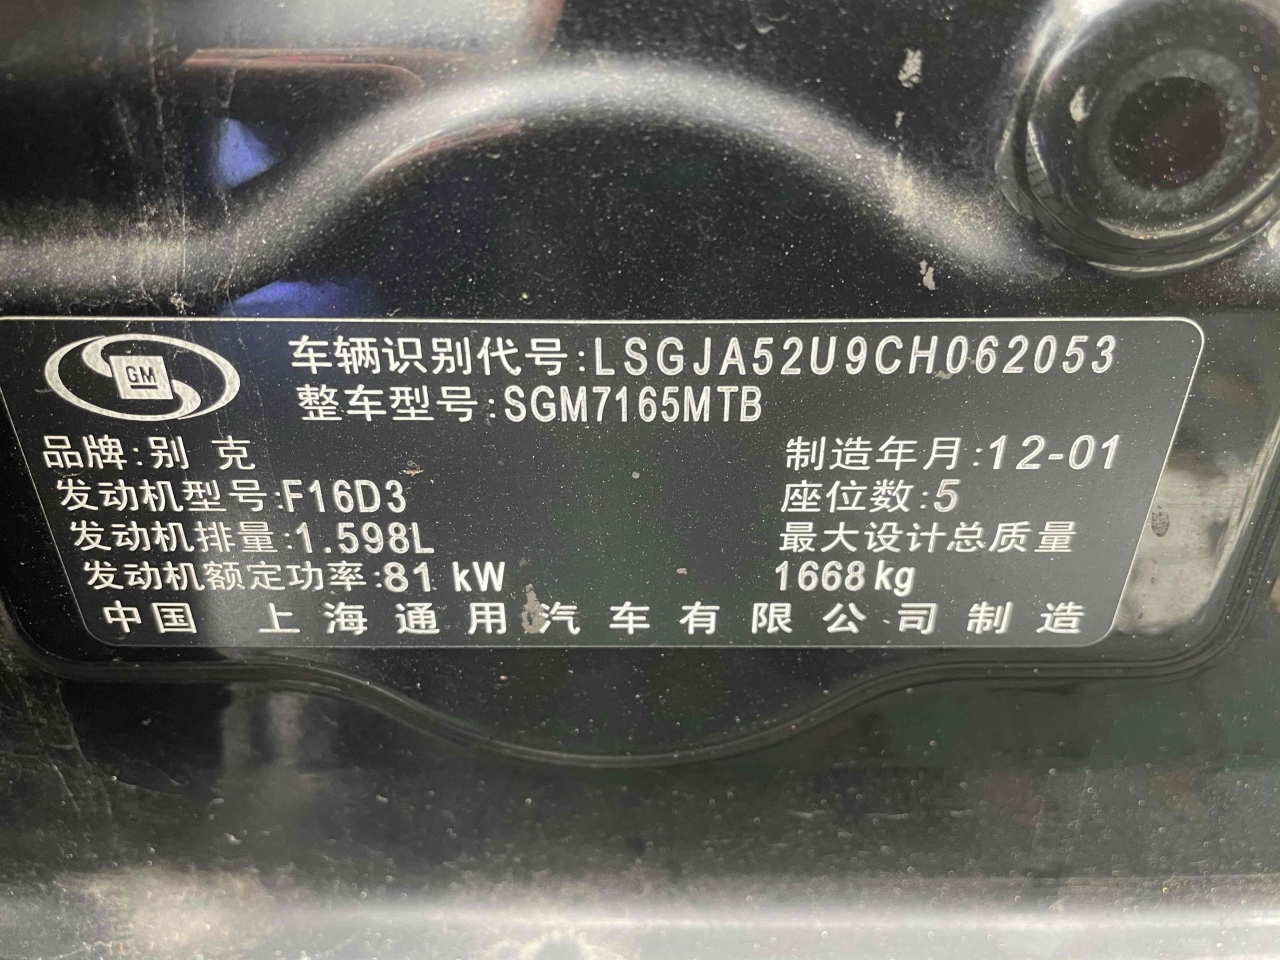 GM
车辆识别代号:LSGJA52U9CH062053
整车型号:SGM7165MTB
品牌:别 克
制造年月:12-01
发动机型号:F16D3
座位数:5
发动机排量:1.598L
最大设计总质量
发动机额定功率:81 kW
1668kg
中国 上海通用汽车有限公司制造